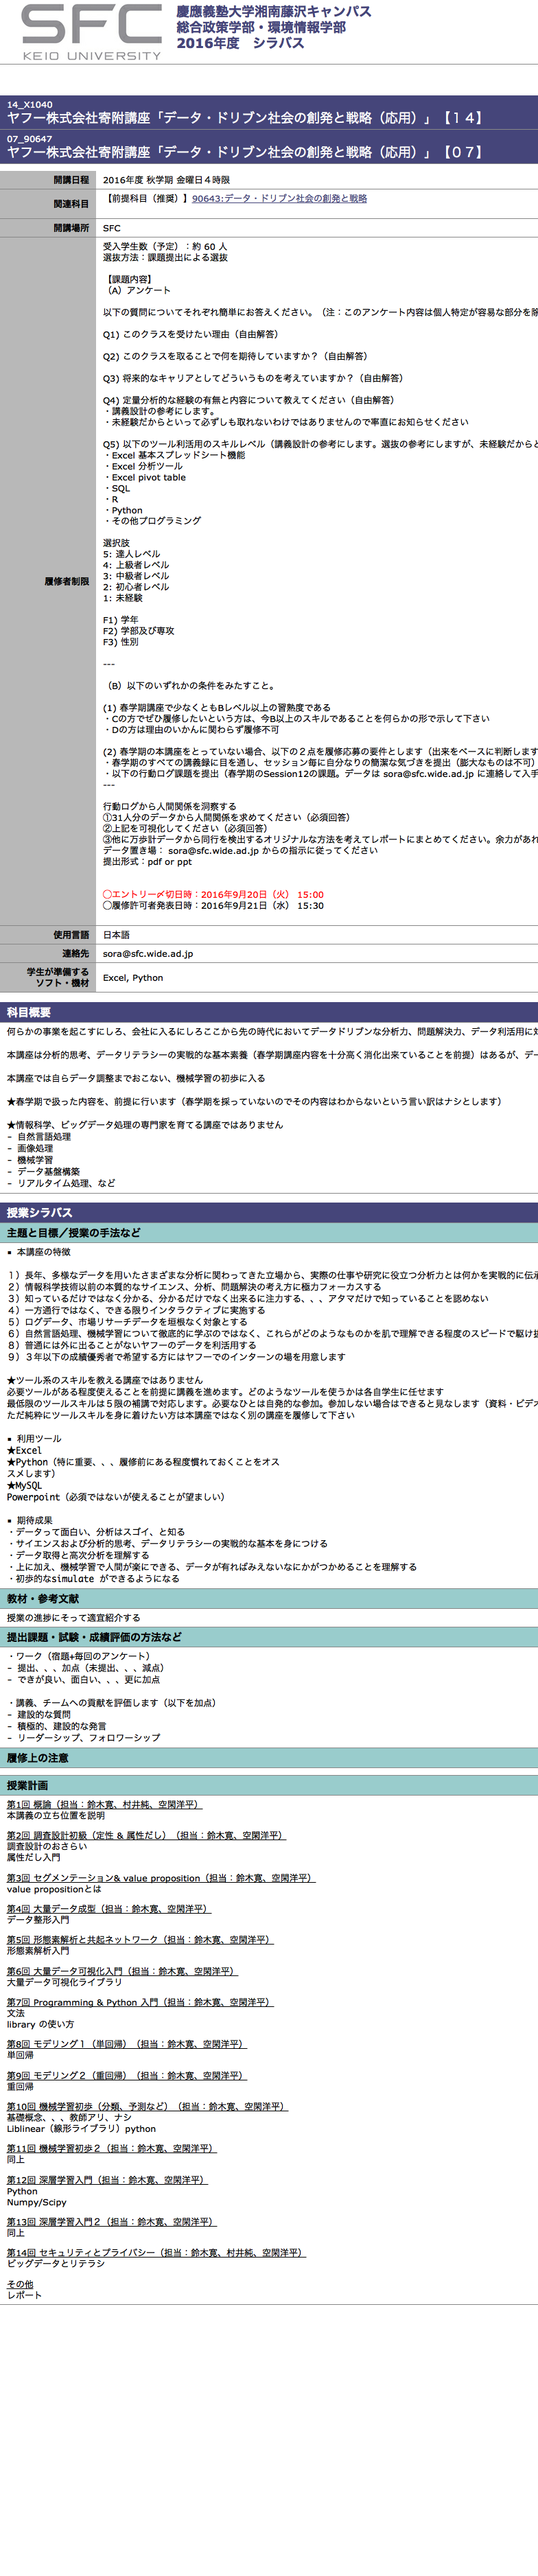 SFC
KEIO UNIVERSITY
慶應義塾大学湘南藤沢キャンパス
総合政策学部・環境情報学部
2016年度　シラバス
14_X1040
ヤフー株式会社寄附講座「データ・ドリブン社会の創発と戦略（応用）」【１４】
07_90647
ヤフー株式会社寄附講座「データ・ドリブン社会の創発と戦略（応用）」【０７】
開講日程 2016年度 秋学期 金曜日４時限
関連科目 【前提科目（推奨）】90643:データ・ドリブン社会の創発と戦略
開講場所 SFC
履修者制限
受入学生数（予定）：約 60 人
選抜方法：課題提出による選抜
【課題内容】
（A）アンケート
以下の質問についてそれぞれ簡単にお答えください。（注：このアンケート内容は個人特定が容易な部分を除
Q1) このクラスを受けたい理由（自由解答）
Q2) このクラスを取ることで何を期待していますか？（自由解答）
Q3) 将来的なキャリアとしてどういうものを考えていますか？（自由解答）
Q4) 定量分析的な経験の有無と内容について教えてください（自由解答）
・講義設計の参考にします。
・未経験だからといって必ずしも取れないわけではありませんので率直にお知らせください
Q5) 以下のツール利活用のスキルレベル（講義設計の参考にします。選抜の参考にしますが、未経験だからと
・Excel 基本スプレッドシート機能
・Excel 分析ツール
・Excel pivot table
・SQL
・R
・Python
・その他プログラミング
選択肢
5: 達人レベル
4: 上級者レベル
3: 中級者レベル
2: 初心者レベル
1: 未経験
F1) 学年
F2) 学部及び専攻
F3) 性別
---
（B）以下のいずれかの条件をみたすこと。
(1) 春学期講座で少なくともBレベル以上の習熟度である
・Cの方でぜひ履修したいという方は、今B以上のスキルであることを何らかの形で示して下さい
・Dの方は理由のいかんに関わらず履修不可
(2) 春学期の本講座をとっていない場合、以下の２点を履修応募の要件とします（出来をベースに判断します
・春学期のすべての講義録に目を通し、セッション毎に自分なりの簡潔な気づきを提出（膨大なものは不可）
・以下の行動ログ課題を提出（春学期のSession12の課題。データは sora@sfc.wide.ad.jp に連絡して入手
---
行動ログから人間関係を洞察する
①31人分のデータから人間関係を求めてください（必須回答）
②上記を可視化してください（必須回答）
③他に万歩計データから同行を検出するオリジナルな方法を考えてレポートにまとめてください。余力があれ
データ置き場： sora@sfc.wide.ad.jp からの指示に従ってください
提出形式：pdf or ppt
◯エントリー〆切日時：2016年9月20日（火） 15:00
◯履修許可者発表日時：2016年9月21日（水） 15:30
使用言語 日本語
連絡先 sora@sfc.wide.ad.jp
学生が準備する
ソフト・機材 Excel, Python
科目概要
何らかの事業を起こすにしろ、会社に入るにしろここから先の時代においてデータドリブンな分析力、問題解決力、データ利活用に対
本講座は分析的思考、データリテラシーの実戦的な基本素養（春学期講座内容を十分高く消化出来ていることを前提）はあるが、デー
本講座では自らデータ調整までおこない、機械学習の初歩に入る
★春学期で扱った内容を、前提に行います（春学期を採っていないのでその内容はわからないという言い訳はナシとします）
★情報科学、ビッグデータ処理の専門家を育てる講座ではありません
– 自然言語処理
– 画像処理
– 機械学習
– データ基盤構築
– リアルタイム処理、など
授業シラバス
主題と目標／授業の手法など
▪ 本講座の特徴
１）長年、多様なデータを用いたさまざまな分析に関わってきた立場から、実際の仕事や研究に役立つ分析力とは何かを実戦的に伝承
２）情報科学技術以前の本質的なサイエンス、分析、問題解決の考え方に極力フォーカスする
３）知っているだけではなく分かる、分かるだけでなく出来るに注力する、、、アタマだけで知っていることを認めない
４）一方通行ではなく、できる限りインタラクティブに実施する
５）ログデータ、市場リサーチデータを垣根なく対象とする
６）自然言語処理、機械学習について徹底的に学ぶのではなく、これらがどのようなものかを肌で理解できる程度のスピードで駆け抜
８）普通には外に出ることがないヤフーのデータを利活用する
９）３年以下の成績優秀者で希望する方にはヤフーでのインターンの場を用意します
★ツール系のスキルを教える講座ではありません
必要ツールがある程度使えることを前提に講義を進めます。どのようなツールを使うかは各自学生に任せます
最低限のツールスキルは５限の補講で対応します。必要なひとは自発的な参加。参加しない場合はできると見なします（資料・ビデオ
ただ純粋にツールスキルを身に着けたい方は本講座ではなく別の講座を履修して下さい
▪ 利用ツール
★Excel
★Python（特に重要、、、履修前にある程度慣れておくことをオス
スメします）
★MySQL
Powerpoint（必須ではないが使えることが望ましい）
▪ 期待成果
・データって面白い、分析はスゴイ、と知る
・サイエンスおよび分析的思考、データリテラシーの実戦的な基本を身につける
・データ取得と高次分析を理解する
・上に加え、機械学習で人間が楽にできる、データが有ればみえないなにかがつかめることを理解する
・初歩的なsimulate ができるようになる
教材・参考文献
授業の進捗にそって適宜紹介する
提出課題・試験・成績評価の方法など
・ワーク（宿題+毎回のアンケート）
– 提出、、、加点（未提出、、、減点）
– できが良い、面白い、、、更に加点
・講義、チームへの貢献を評価します（以下を加点）
– 建設的な質問
– 積極的、建設的な発言
– リーダーシップ、フォロワーシップ
履修上の注意
授業計画
第1回 概論（担当：鈴木寛、村井純、空閑洋平）
本講義の立ち位置を説明
第2回 調査設計初級（定性 & 属性だし）（担当：鈴木寛、空閑洋平）
調査設計のおさらい
属性だし入門
第3回 セグメンテーション& value proposition（担当：鈴木寛、空閑洋平）
value propositionとは
第4回 大量データ成型（担当：鈴木寛、空閑洋平）
データ整形入門
第5回 形態素解析と共起ネットワーク（担当：鈴木寛、空閑洋平）
形態素解析入門
第6回 大量データ可視化入門（担当：鈴木寛、空閑洋平）
大量データ可視化ライブラリ
第7回 Programming & Python 入門（担当：鈴木寛、空閑洋平）
文法
library の使い方
第8回 モデリング１（単回帰）（担当：鈴木寛、空閑洋平）
単回帰
第9回 モデリング２（重回帰）（担当：鈴木寛、空閑洋平）
重回帰
第10回 機械学習初歩（分類、予測など）（担当：鈴木寛、空閑洋平）
基礎概念、、、教師アリ、ナシ
Liblinear（線形ライブラリ）python
第11回 機械学習初歩２（担当：鈴木寛、空閑洋平）
同上
第12回 深層学習入門（担当：鈴木寛、空閑洋平）
Python
Numpy/Scipy
第13回 深層学習入門２（担当：鈴木寛、空閑洋平）
同上
第14回 セキュリティとプライバシー（担当：鈴木寛、村井純、空閑洋平）
ビッグデータとリテラシ
その他
レポート